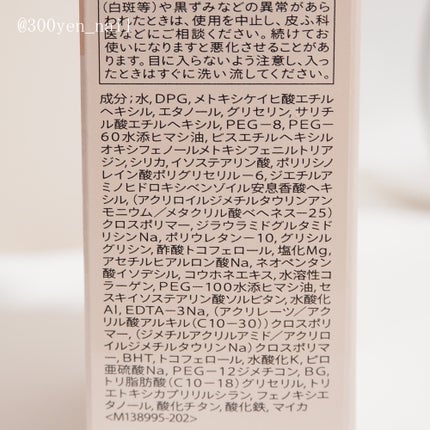 @300yen_nail
(白斑等)や黒ずみなどの異常があら
われたときは、使用を中止し、皮ふ科
医などにご相談ください。続けてお
使いになりますと悪化させることがあ
ります。目に入らないよう注意し、入っ
たときはすぐに洗い流してください。
成分;水,DPG,メトキシケイヒ酸エチル
ヘキシル,エタノール,グリセリン,サリチ
ル酸エチルヘキシル,PEG-8,PEG-
60水添ヒマシ油,ビスエチルヘキシル
オキシフェノールメトキシフェニルトリア
ジン,シリカ,イソステアリン酸,ポリリシノ
レイン酸ポリグリセリル-6,ジエチルア
ミノヒドロキシベンゾイル安息香酸ヘキ
シル,(アクリロイルジメチルタウリンアン
モニウム/メタクリル酸ベヘネス-25)
クロスポリマー,ジラウラミドグルタミド
リシンNa,ポリウレタン-10,グリシル
グリシン,酢酸トコフェロール,塩化Mg,
アセチルヒアルロン酸Na,ネオペンタン
酸イソデシル,コウホネエキス,水溶性コ
ラーゲン,PEG-100水添ヒマシ油,セ
スキイソステアリン酸ソルビタン,水酸化
Al,EDTA-3Na,(アクリレーツ/アク
リル酸アルキル(C10-30))クロスポリ
マー,(ジメチルアクリルアミド/アクリロ
イルジメチルタウリンNa)クロスポリマ
ー,BHT,トコフェロール,水酸化K,ピロ
亜硫酸Na,PEG-12ジメチコン,BG,
トリ脂肪酸(C10-18)グリセリル,トリエ
トキシカプリリルシラン,フェノキシエ
タノール,酸化チタン,酸化鉄,マイカ
<M138995-202>